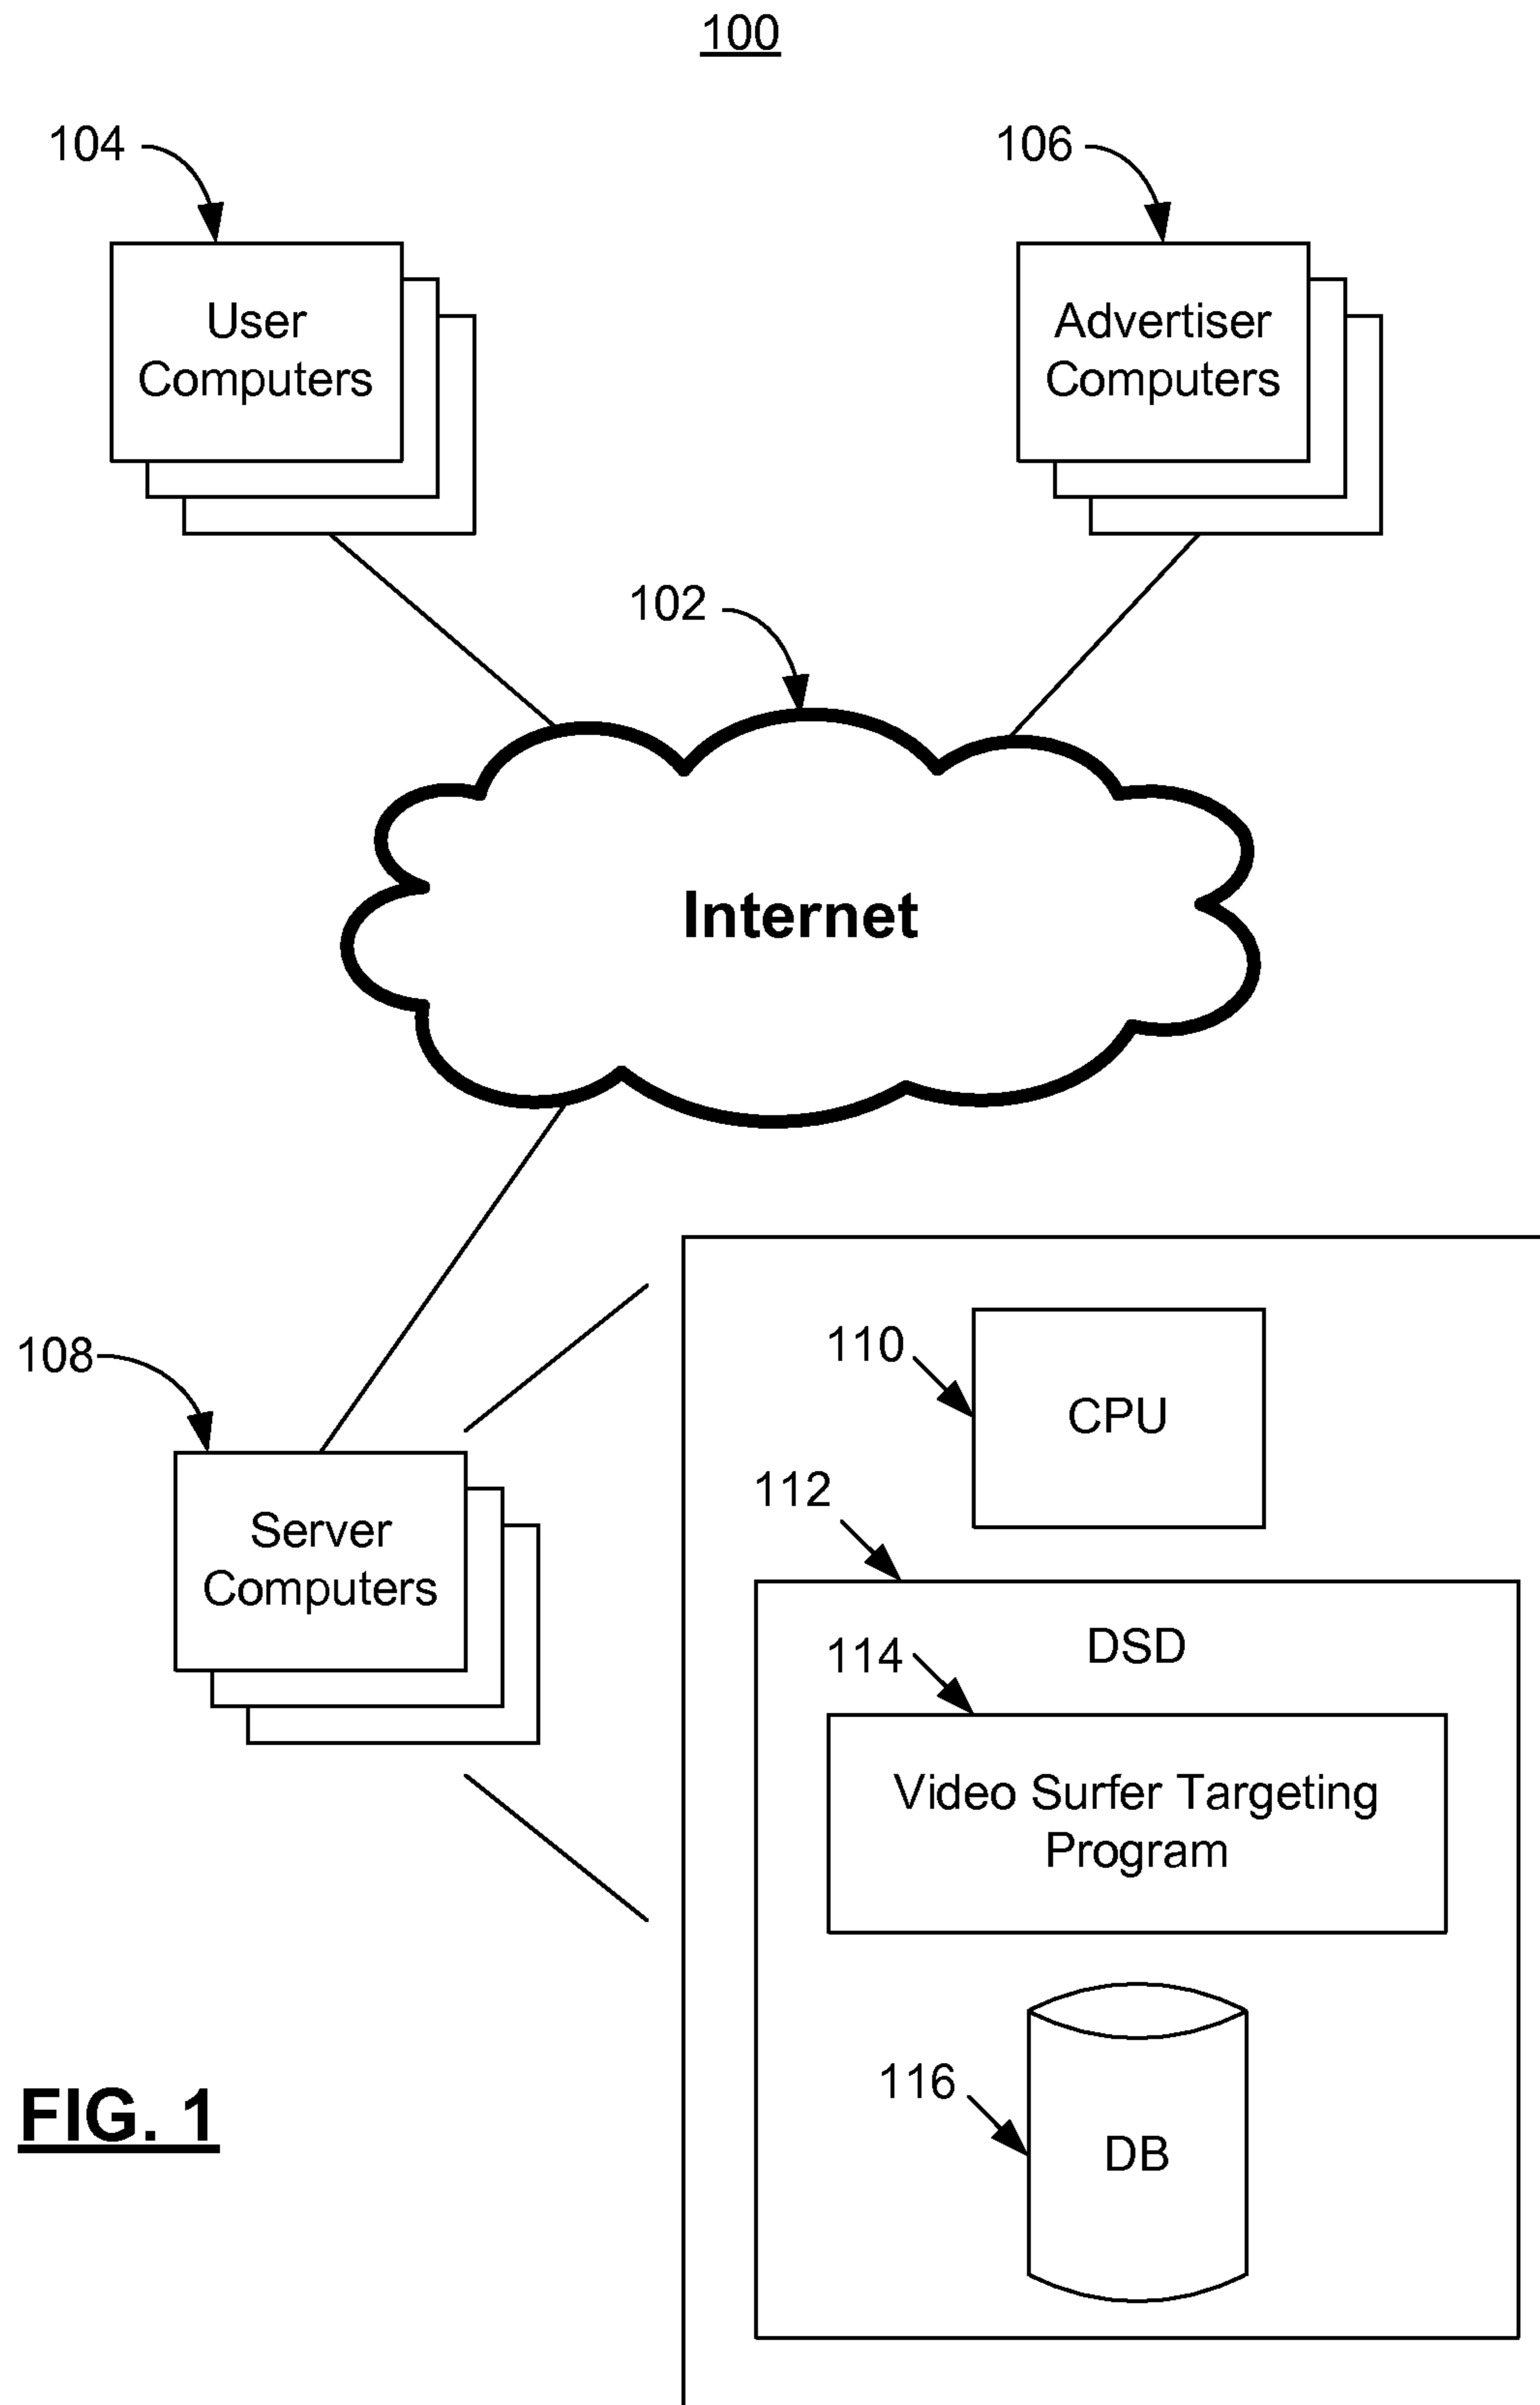 100
104
106
User
Computers
Advertiser
Computers
102
Internet
108
110
CPU
Server
Computers
112
DSD
114
Video Surfer Targeting
Program
116
DB
FIG. 1